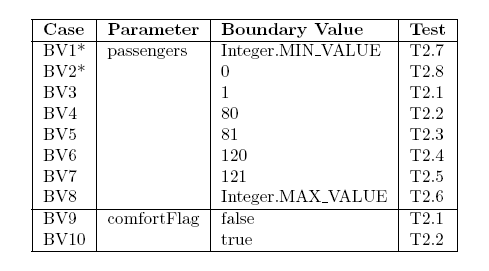 Case Parameter Boundary Value Test
BV1* passengers Integer.MIN_VALUE T2.7
BV2* 0 T2.8
BV3 1 T2.1
BV4 80 T2.2
BV5 81 T2.3
BV6 120 T2.4
BV7 121 T2.5
BV8 Integer.MAX_VALUE T2.6
BV9 comfortFlag false T2.1
BV10 true T2.2